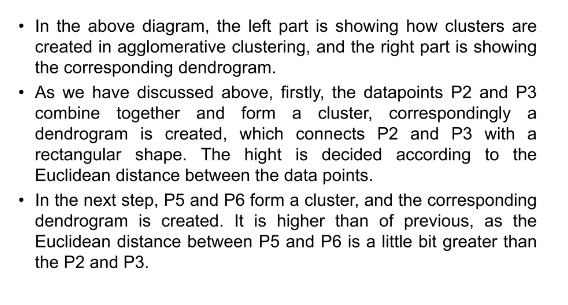 • In the above diagram, the left part is showing how clusters are
created in agglomerative clustering, and the right part is showing
the corresponding dendrogram.
• As we have discussed above, firstly, the datapoints P2 and P3
combine together and form a cluster, correspondingly a
dendrogram is created, which connects P2 and P3 with a
rectangular shape. The hight is decided according to the
Euclidean distance between the data points.
• In the next step, P5 and P6 form a cluster, and the corresponding
dendrogram is created. It is higher than of previous, as the
Euclidean distance between P5 and P6 is a little bit greater than
the P2 and P3.